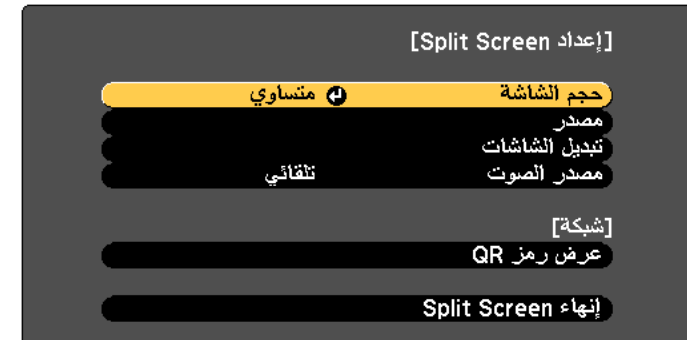 [إعداد Split Screen]
حجم الشاشة متساوي
مصدر
تبديل الشاشات
مصدر الصوت تلقائي
[شبكة]
عرض رمز QR
إنهاء Split Screen